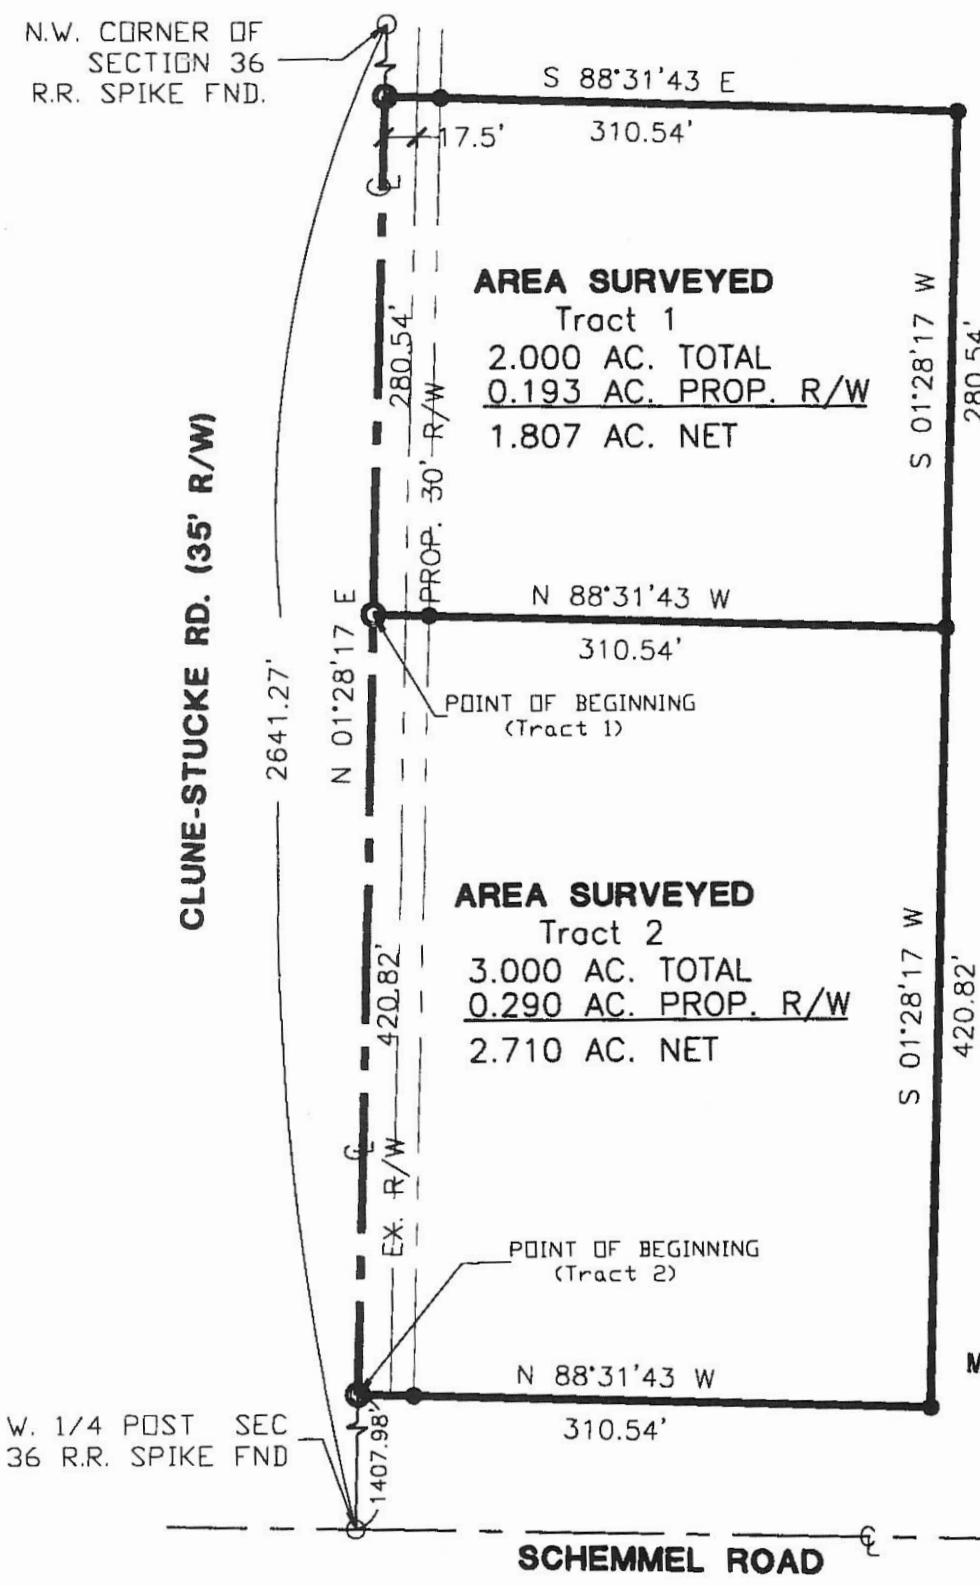 N.W. CORNER OF
SECTION 36
R.R. SPIKE FND.
S 88°31'43 E
310.54'
17.5'
℄
AREA SURVEYED
Tract 1
2.000 AC. TOTAL
0.193 AC. PROP. R/W
1.807 AC. NET
280.54'
PROP. 30' R/W
S 01°28'17 W
280.54'
CLUNE-STUCKE RD. (35' R/W)
2641.27'
N 01°28'17 E
N 88°31'43 W
310.54'
POINT OF BEGINNING
(Tract 1)
AREA SURVEYED
Tract 2
3.000 AC. TOTAL
0.290 AC. PROP. R/W
2.710 AC. NET
420.82'
S 01°28'17 W
420.82'
℄
EX. R/W
POINT OF BEGINNING
(Tract 2)
M
N 88°31'43 W
310.54'
W. 1/4 POST SEC
36 R.R. SPIKE FND
1407.98'
℄
SCHEMMEL ROAD